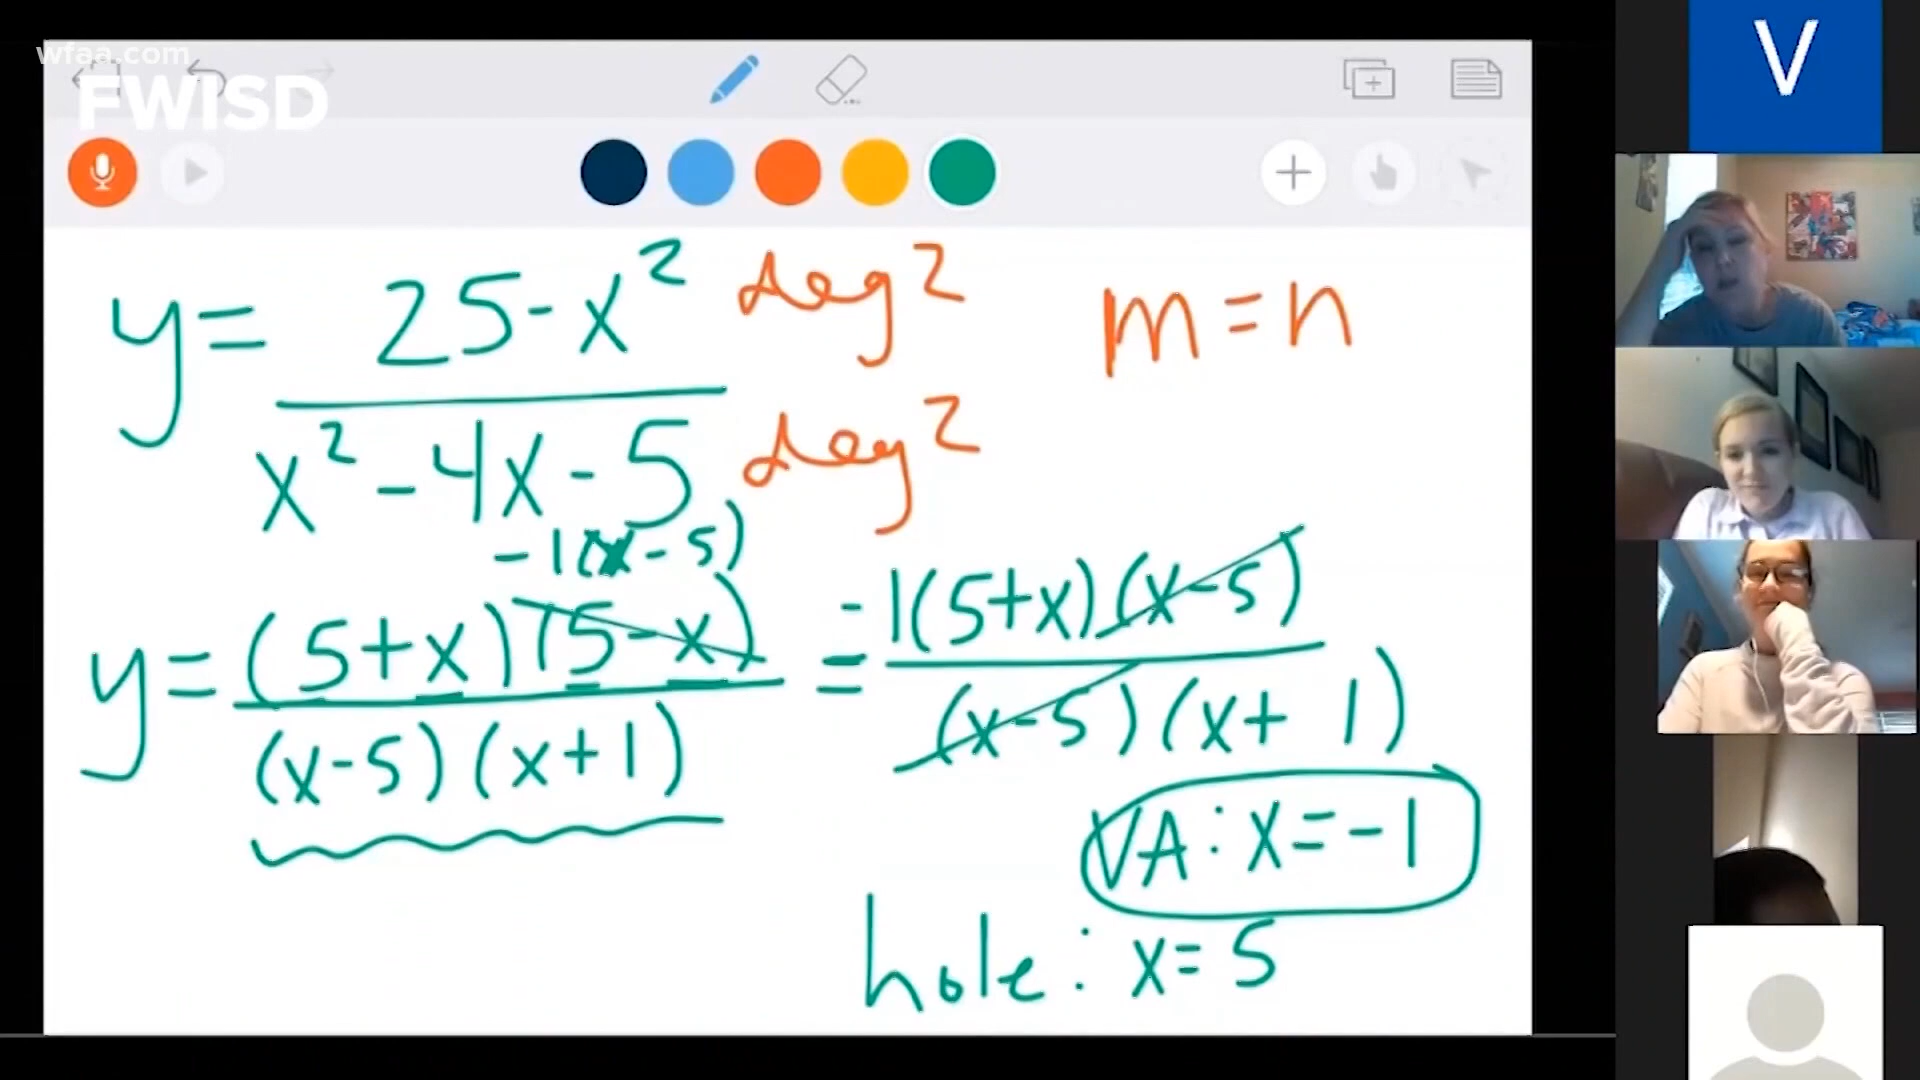 wfaa.com
FWISD
V
y = 25 - x² deg 2 m = n
x² - 4x - 5 deg 2
-1(x - 5)
y = (5 + x)(5 - x) = -1(5 + x)(x - 5)
(x - 5)(x + 1) (x - 5)(x + 1)
VA: x = -1
hole: x = 5